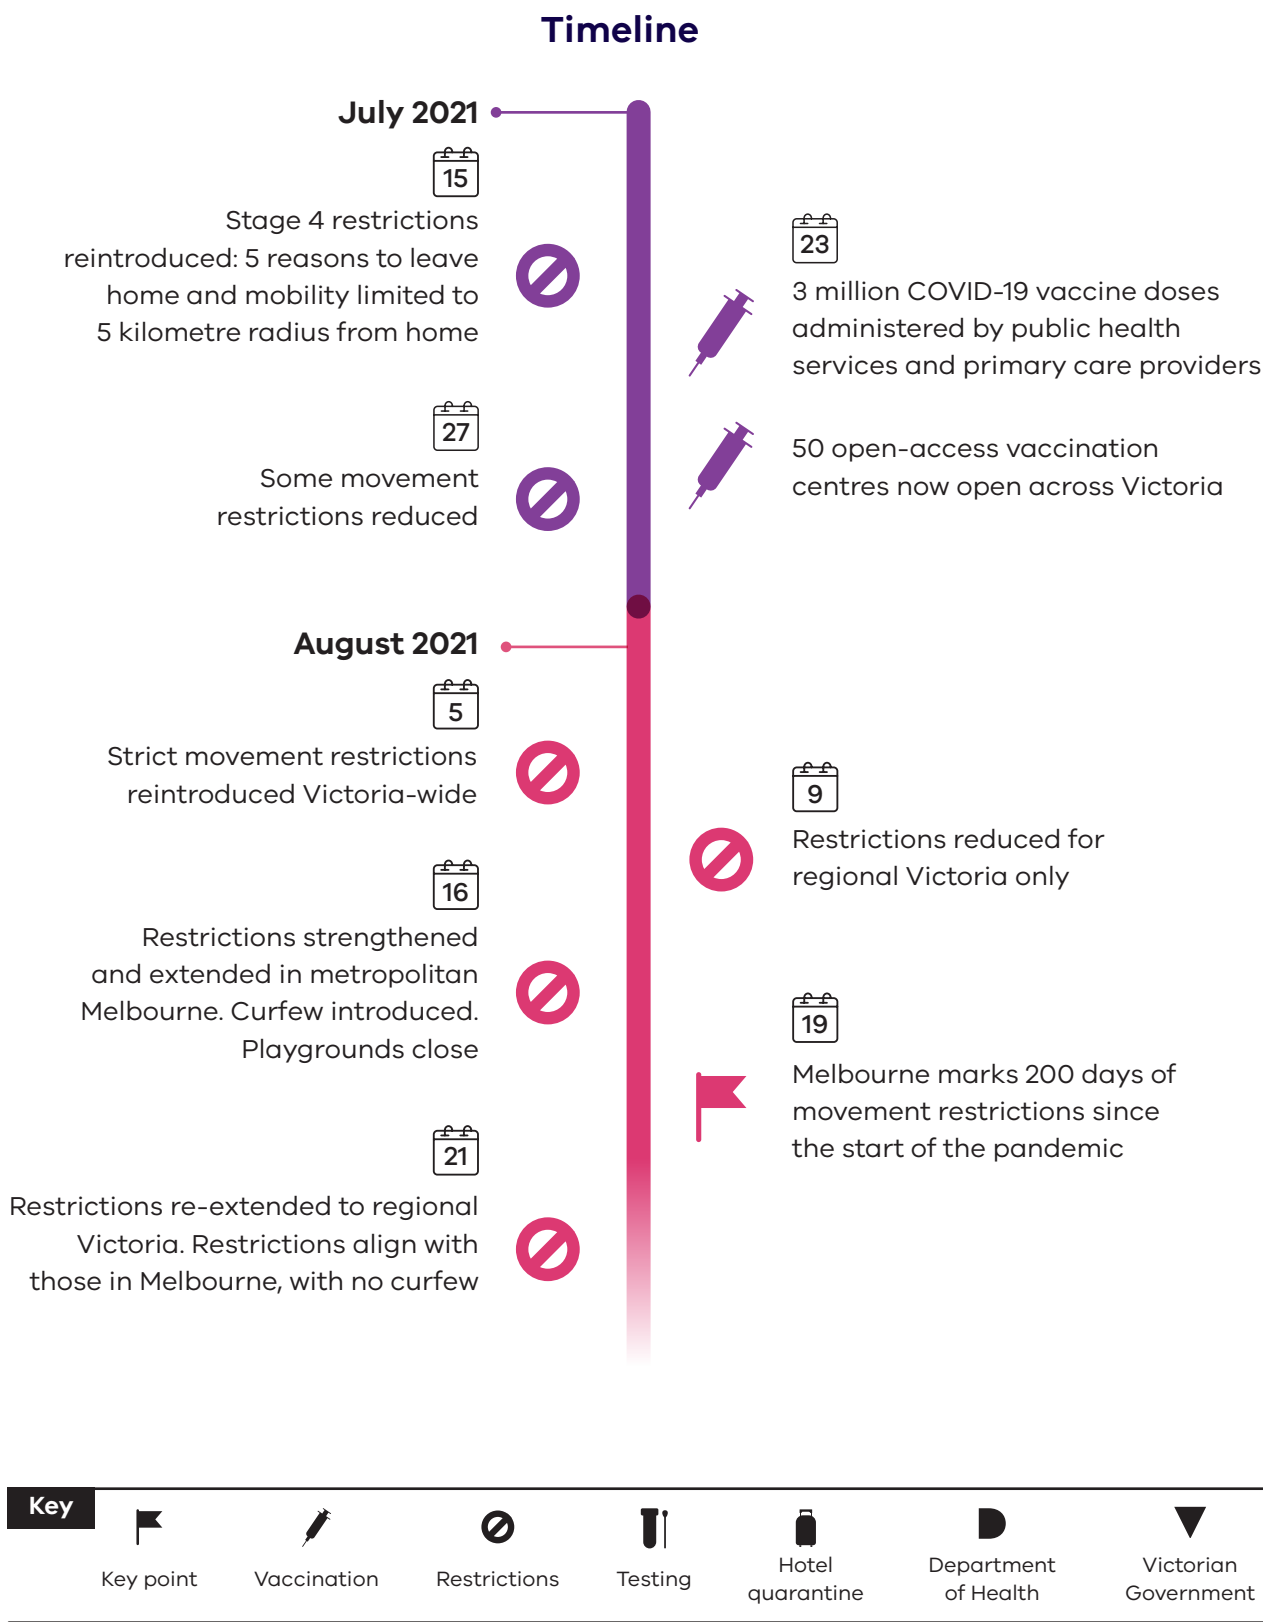 Timeline
July 2021
15
Stage 4 restrictions
reintroduced: 5 reasons to leave
home and mobility limited to
5 kilometre radius from home
23
3 million COVID-19 vaccine doses
administered by public health
services and primary care providers
50 open-access vaccination
centres now open across Victoria
27
Some movement
restrictions reduced
August 2021
5
Strict movement restrictions
reintroduced Victoria-wide
9
Restrictions reduced for
regional Victoria only
16
Restrictions strengthened
and extended in metropolitan
Melbourne. Curfew introduced.
Playgrounds close
19
Melbourne marks 200 days of
movement restrictions since
the start of the pandemic
21
Restrictions re-extended to regional
Victoria. Restrictions align with
those in Melbourne, with no curfew
Key
Key point
Vaccination
Restrictions
Testing
Hotel
quarantine
Department
of Health
Victorian
Government